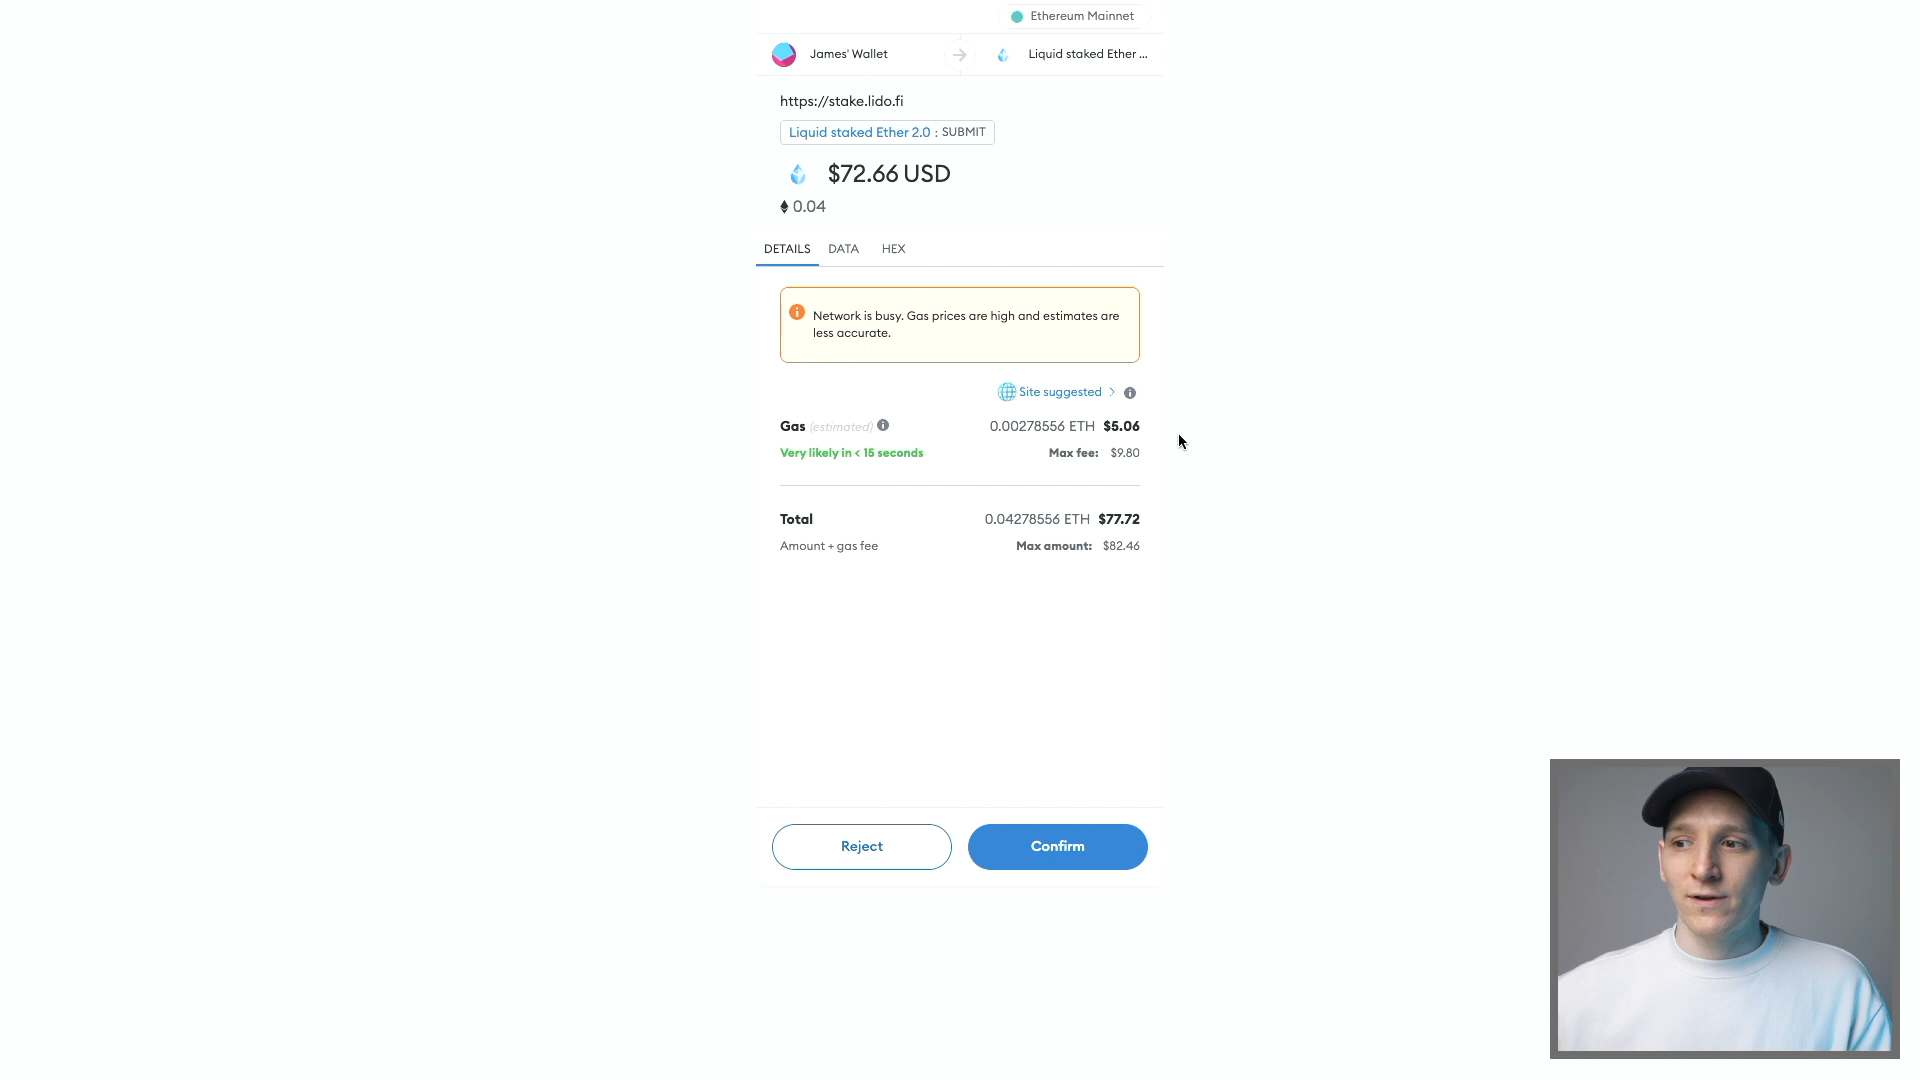 Ethereum Mainnet
James' Wallet
Liquid staked Ether ...
https://stake.lido.fi
Liquid staked Ether 2.0 : SUBMIT
$72.66 USD
0.04
DETAILS DATA HEX
Network is busy. Gas prices are high and estimates are
less accurate.
Site suggested >
Gas (estimated) 0.00278556 ETH $5.06
Very likely in < 15 seconds Max fee: $9.80
Total 0.04278556 ETH $77.72
Amount + gas fee Max amount: $82.46
Reject Confirm